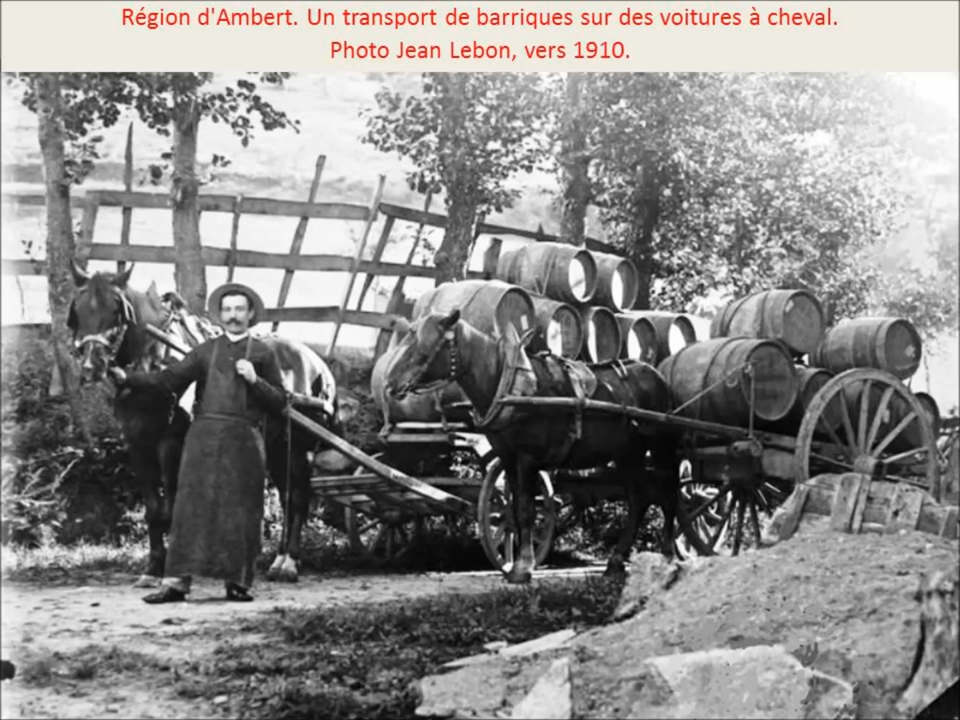 Région d'Ambert. Un transport de barriques sur des voitures à cheval.
Photo Jean Lebon, vers 1910.